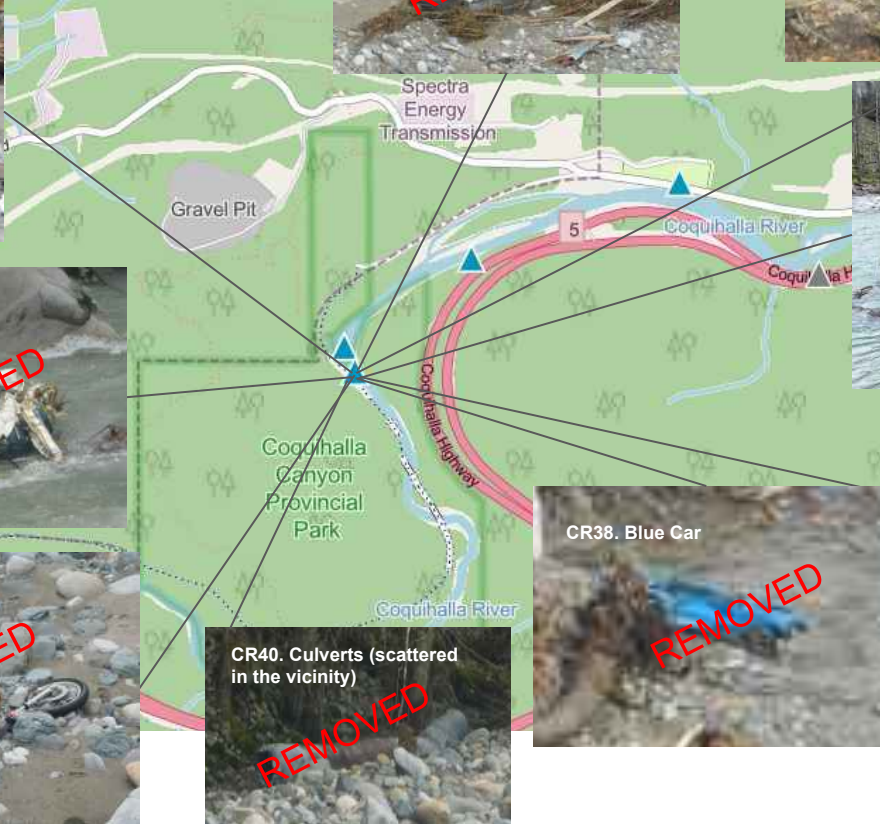 Spectra
Energy
Transmission
Gravel Pit
5
Coquihalla River
Coquihalla Highway
Coquihalla
Canyon
Provincial
Park
CR38. Blue Car
REMOVED
Coquihalla River
CR40. Culverts (scattered
in the vicinity)
REMOVED